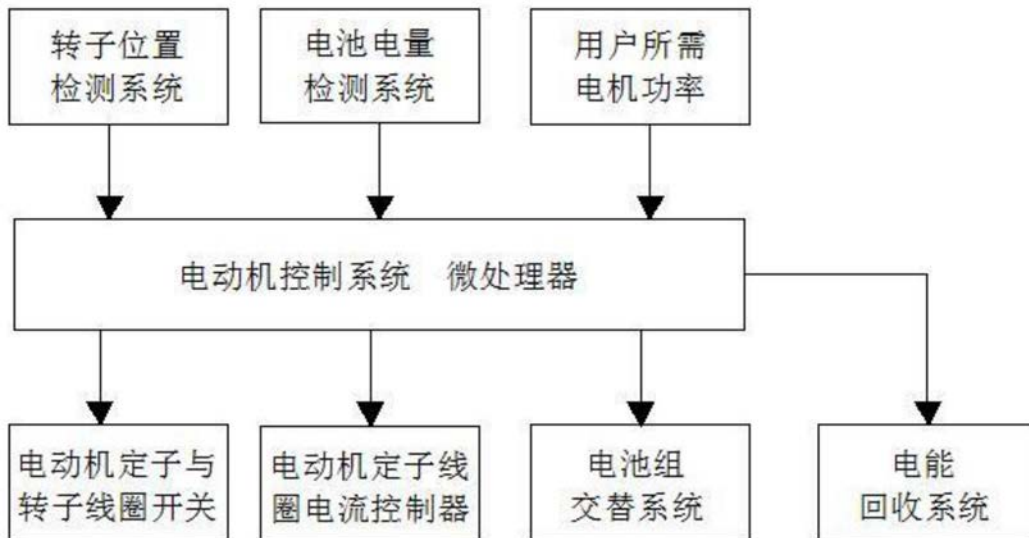 转子位置
检测系统
电池电量
检测系统
用户所需
电机功率
电动机控制系统　微处理器
电动机定子与
转子线圈开关
电动机定子线
圈电流控制器
电池组
交替系统
电能
回收系统